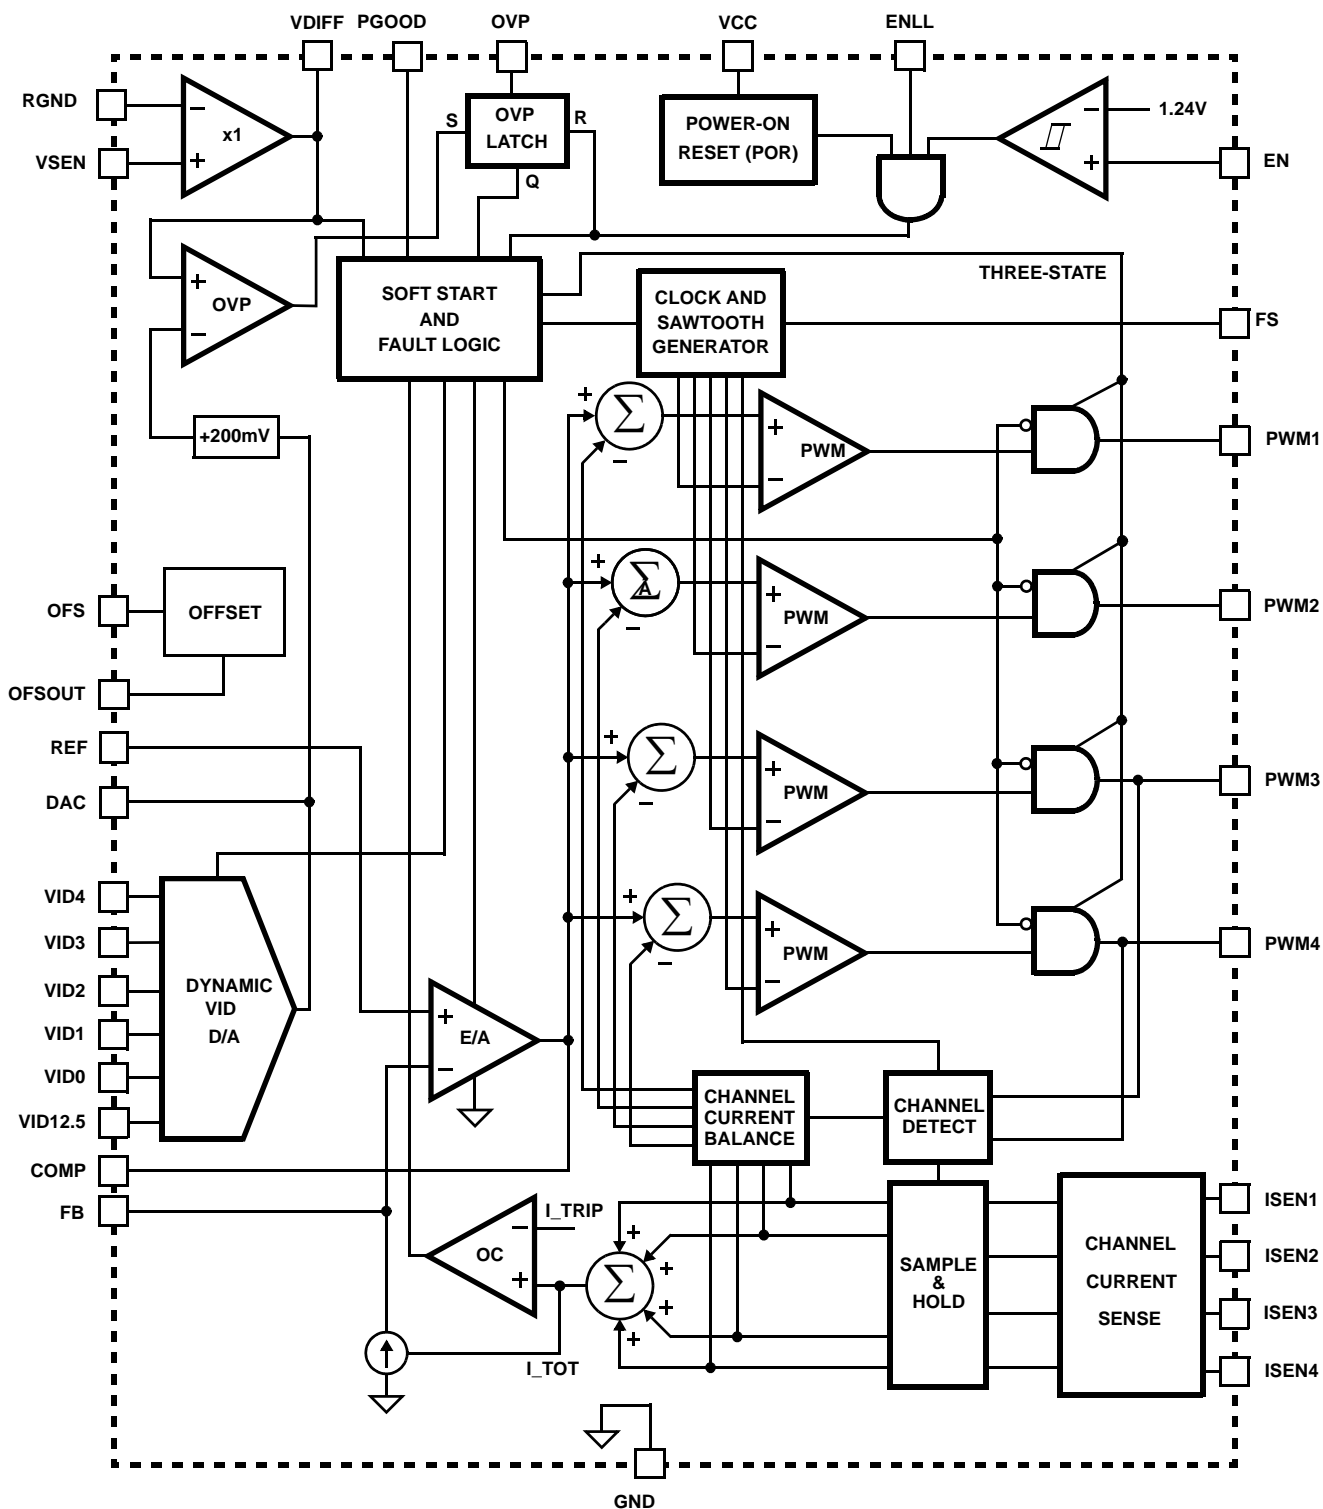 VDIFF PGOOD OVP VCC ENLL
RGND
− x1
VSEN
+
S OVP R
LATCH
Q
POWER-ON
RESET (POR)
− 1.24V
+ EN
+
OVP
−
SOFT START
AND
FAULT LOGIC
CLOCK AND
SAWTOOTH
GENERATOR
THREE-STATE
FS
+200mV
+ Σ −
+ PWM −
PWM1
OFS OFFSET
OFSOUT
+ Σ A −
+ PWM −
PWM2
REF
DAC
+ Σ −
+ PWM −
PWM3
VID4
VID3
VID2
VID1
VID0
VID12.5
DYNAMIC
VID
D/A
+ Σ −
+ PWM −
PWM4
+
E/A
−
CHANNEL
CURRENT
BALANCE
CHANNEL
DETECT
COMP
FB
− I_TRIP
OC
+
I_TOT
+
+
Σ
+
+
SAMPLE
&
HOLD
CHANNEL
CURRENT
SENSE
ISEN1
ISEN2
ISEN3
ISEN4
GND